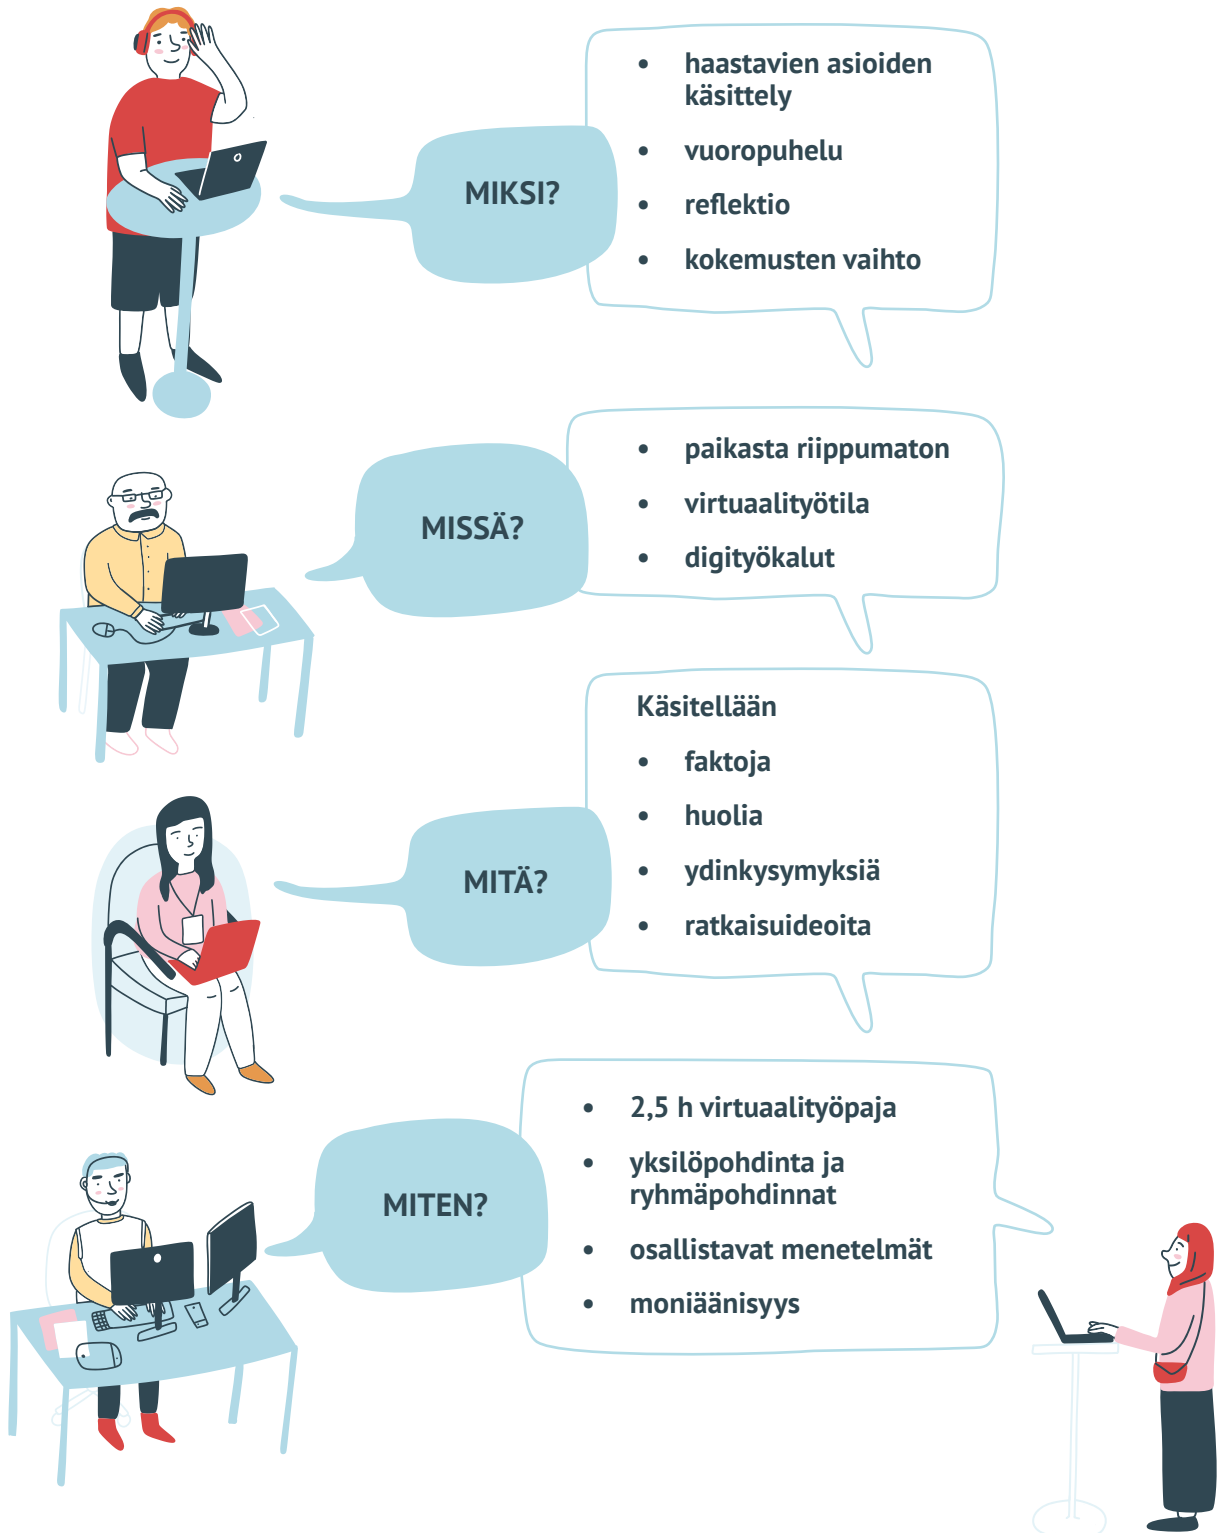 MIKSI?
• haastavien asioiden
käsittely
• vuoropuhelu
• reflektio
• kokemusten vaihto
MISSÄ?
• paikasta riippumaton
• virtuaalityötila
• digityökalut
MITÄ?
Käsitellään
• faktoja
• huolia
• ydinkysymyksiä
• ratkaisuideoita
MITEN?
• 2,5 h virtuaalityöpaja
• yksilöpohdinta ja
ryhmäpohdinnat
• osallistavat menetelmät
• moniäänisyys